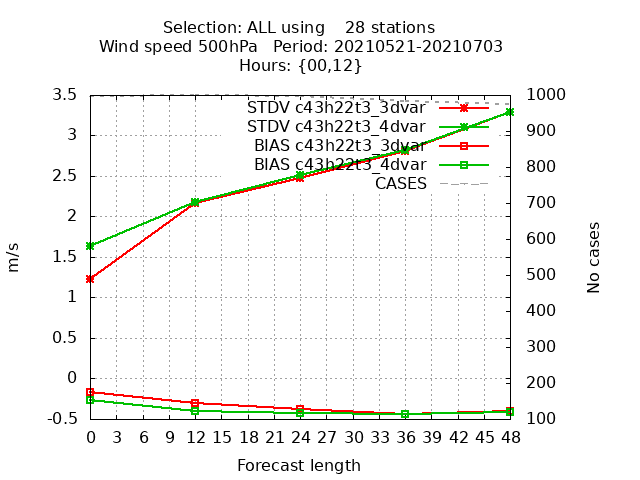 Selection: ALL using 28 stations
Wind speed 500hPa Period: 20210521-20210703
Hours: {00,12}
STDV c43h22t3_3dvar
STDV c43h22t3_4dvar
BIAS c43h22t3_3dvar
BIAS c43h22t3_4dvar
CASES
3.5
3
2.5
2
1.5
1
0.5
0
-0.5
m/s
1000
900
800
700
600
500
400
300
200
100
No cases
0 3 6 9 12 15 18 21 24 27 30 33 36 39 42 45 48
Forecast length